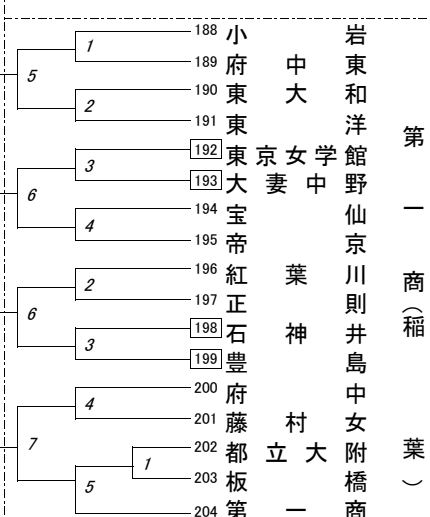 188 小岩
189 府中東
190 東大和
191 東洋
192 東京女学館
193 大妻中野
194 宝仙
195 帝京
196 紅葉川
197 正則
198 石神井
199 豊島
200 府中
201 藤村女
202 都立大附
203 板橋
204 第一商
1
5
2
3
6
4
2
6
3
4
7
1
5
第一商(稲葉)